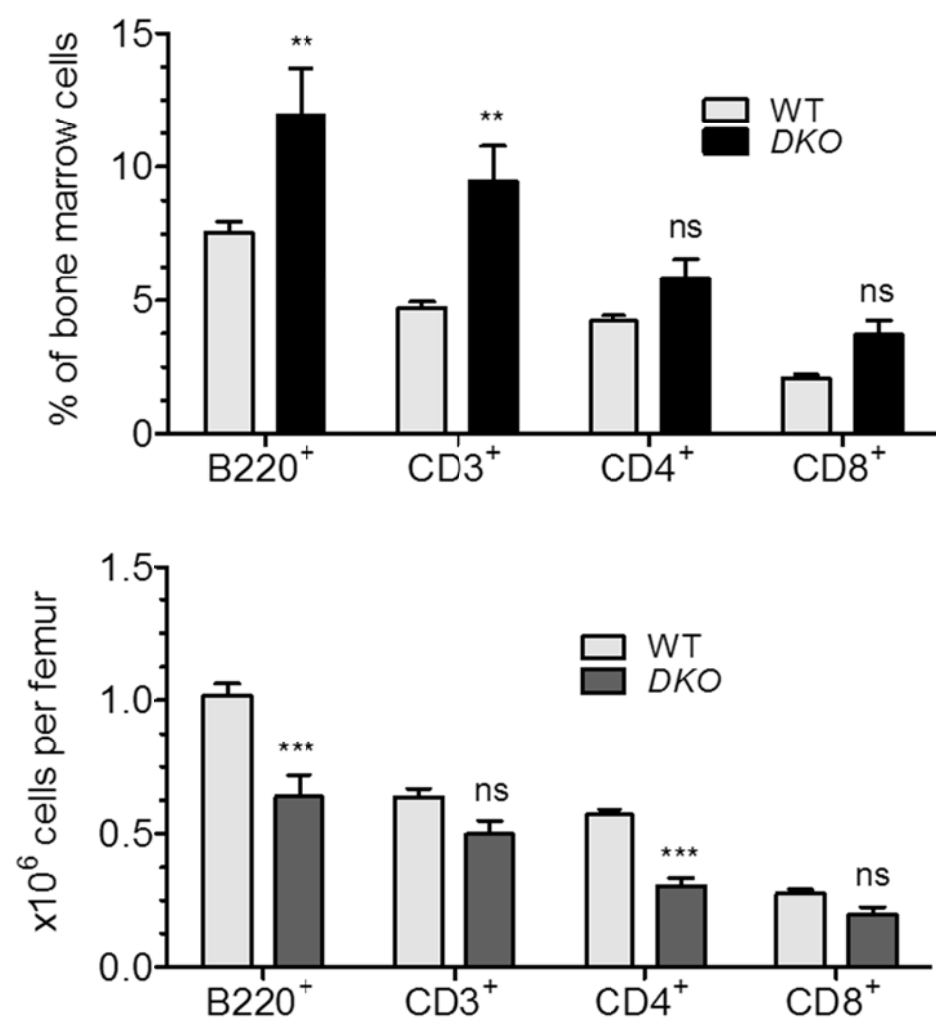 % of bone marrow cells
15
10
5
0
**
**
ns
ns
WT
DKO
B220⁺ CD3⁺ CD4⁺ CD8⁺
x10⁶ cells per femur
1.5
1.0
0.5
0.0
***
ns
***
ns
WT
DKO
B220⁺ CD3⁺ CD4⁺ CD8⁺